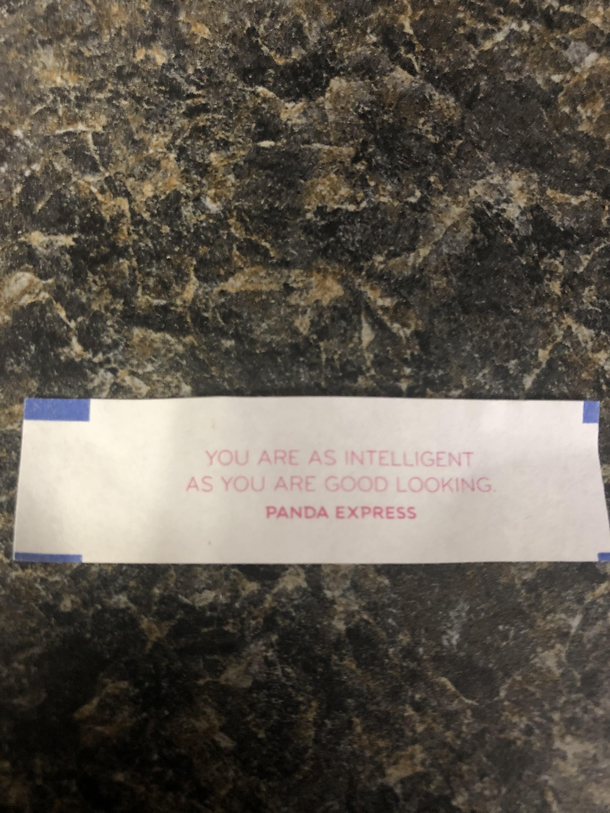 YOU ARE AS INTELLIGENT
AS YOU ARE GOOD LOOKING.
PANDA EXPRESS